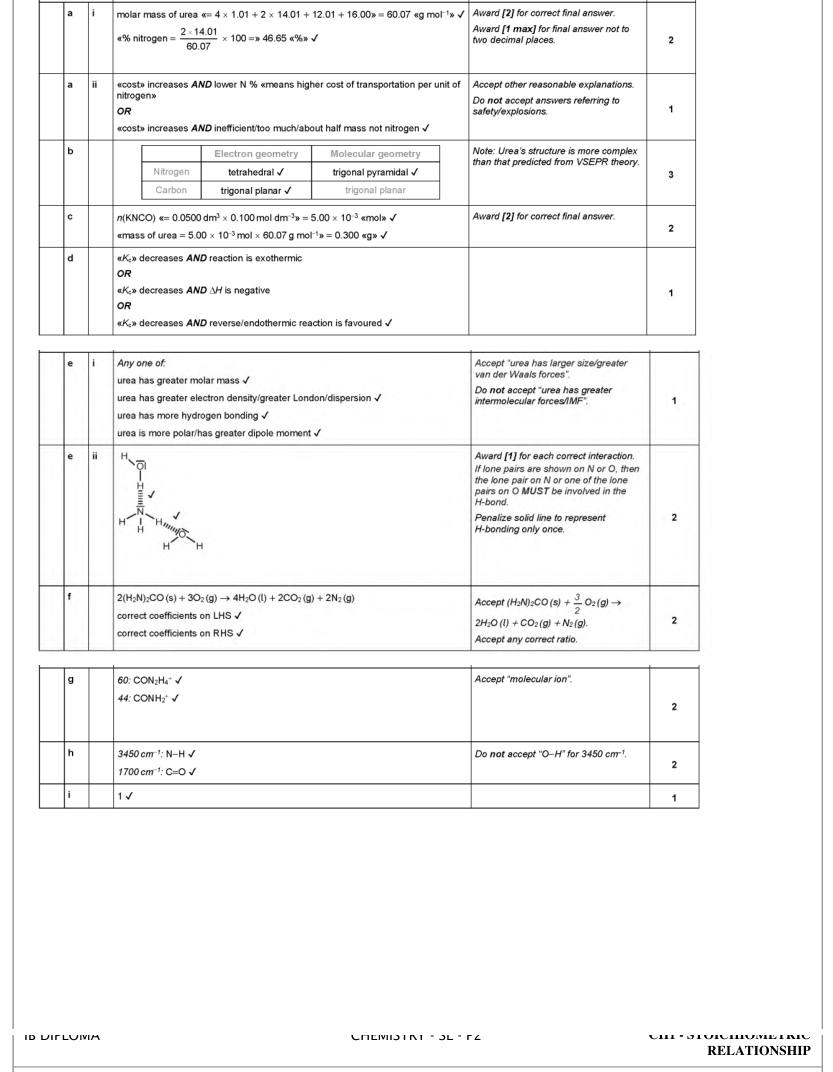 a i molar mass of urea «= 4 × 1.01 + 2 × 14.01 + 12.01 + 16.00» = 60.07 «g mol⁻¹» ✓
«% nitrogen = 2 × 14.01 / 60.07 × 100 =» 46.65 «%» ✓
Award [2] for correct final answer.
Award [1 max] for final answer not to
two decimal places.
2
a ii «cost» increases AND lower N % «means higher cost of transportation per unit of
nitrogen»
OR
«cost» increases AND inefficient/too much/about half mass not nitrogen ✓
Accept other reasonable explanations.
Do not accept answers referring to
safety/explosions.
1
b
Electron geometry Molecular geometry
Nitrogen tetrahedral ✓ trigonal pyramidal ✓
Carbon trigonal planar ✓ trigonal planar
Note: Urea's structure is more complex
than that predicted from VSEPR theory.
3
c n(KNCO) «= 0.0500 dm³ × 0.100 mol dm⁻³» = 5.00 × 10⁻³ «mol» ✓
«mass of urea = 5.00 × 10⁻³ mol × 60.07 g mol⁻¹» = 0.300 «g» ✓
Award [2] for correct final answer.
2
d «Kc» decreases AND reaction is exothermic
OR
«Kc» decreases AND ΔH is negative
OR
«Kc» decreases AND reverse/endothermic reaction is favoured ✓
1
e i Any one of:
urea has greater molar mass ✓
urea has greater electron density/greater London/dispersion ✓
urea has more hydrogen bonding ✓
urea is more polar/has greater dipole moment ✓
Accept "urea has larger size/greater
van der Waals forces".
Do not accept "urea has greater
intermolecular forces/IMF".
1
e ii
H
O
H
✓
N
H H ✓
H
O
H H
Award [1] for each correct interaction.
If lone pairs are shown on N or O, then
the lone pair on N or one of the lone
pairs on O MUST be involved in the
H-bond.
Penalize solid line to represent
H-bonding only once.
2
f 2(H₂N)₂CO (s) + 3O₂ (g) → 4H₂O (l) + 2CO₂ (g) + 2N₂ (g)
correct coefficients on LHS ✓
correct coefficients on RHS ✓
Accept (H₂N)₂CO (s) + 3/2 O₂ (g) →
2H₂O (l) + CO₂ (g) + N₂ (g).
Accept any correct ratio.
2
g 60: CON₂H₄⁺ ✓
44: CONH₂⁺ ✓
Accept "molecular ion".
2
h 3450 cm⁻¹: N–H ✓
1700 cm⁻¹: C=O ✓
Do not accept "O–H" for 3450 cm⁻¹.
2
i 1 ✓
1
IB DIPLOMA CHEMISTRY - SL - P2 CH1 - STOICHIOMETRIC
RELATIONSHIP